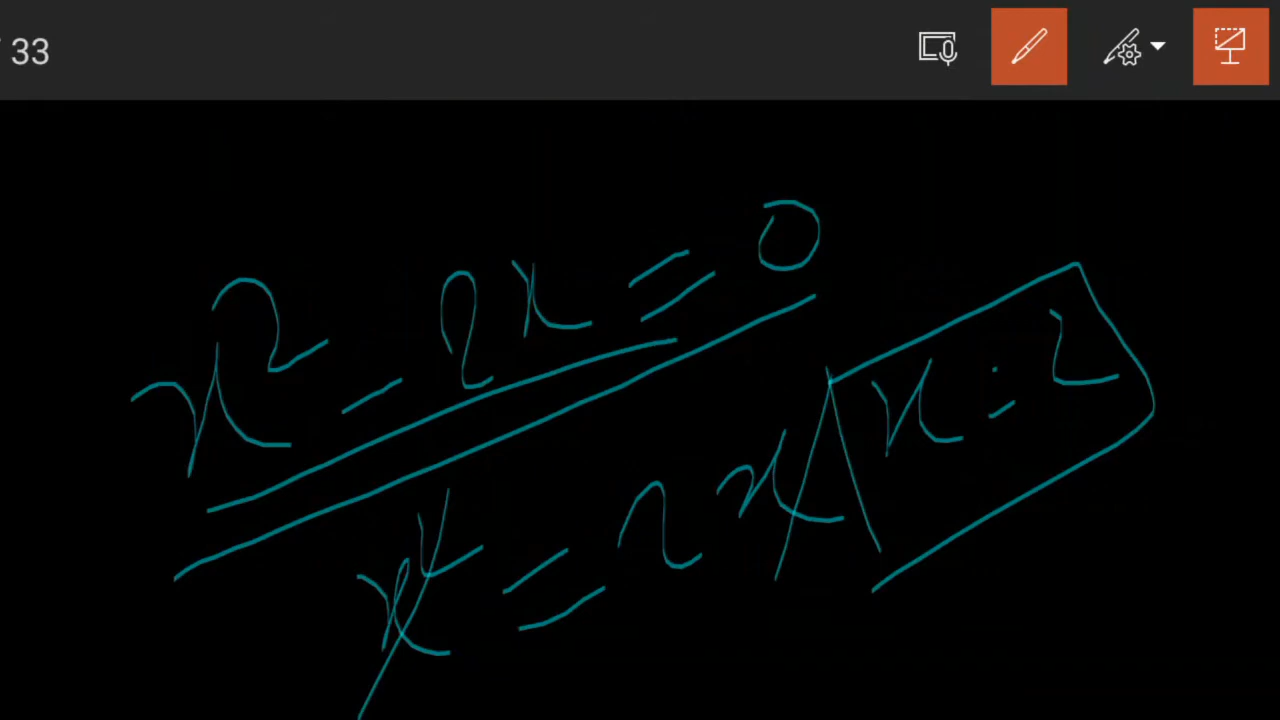 33
x² - 2x = 0
x² = 2x
x = 2